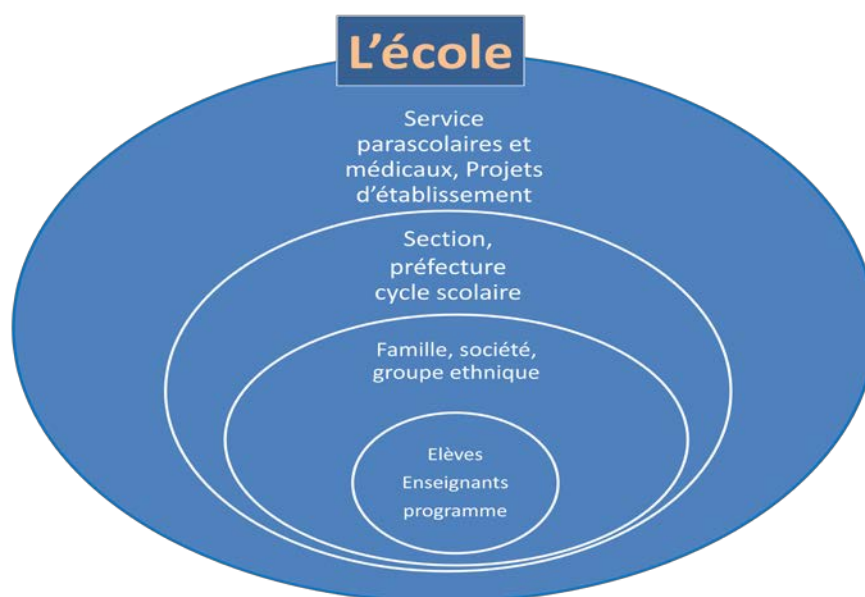 L'école
Service
parascolaires et
médicaux, Projets
d'établissement
Section,
préfecture
cycle scolaire
Famille, société,
groupe ethnique
Elèves
Enseignants
programme